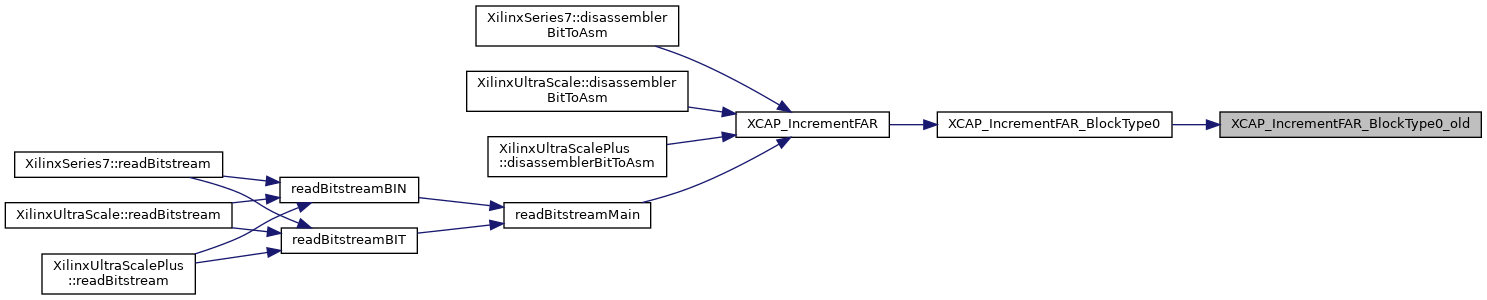 XilinxSeries7::disassembler
BitToAsm
XilinxUltraScale::disassembler
BitToAsm
XCAP_IncrementFAR
XCAP_IncrementFAR_BlockType0
XCAP_IncrementFAR_BlockType0_old
XilinxUltraScalePlus
::disassemblerBitToAsm
XilinxSeries7::readBitstream
readBitstreamBIN
XilinxUltraScale::readBitstream
readBitstreamMain
readBitstreamBIT
XilinxUltraScalePlus
::readBitstream